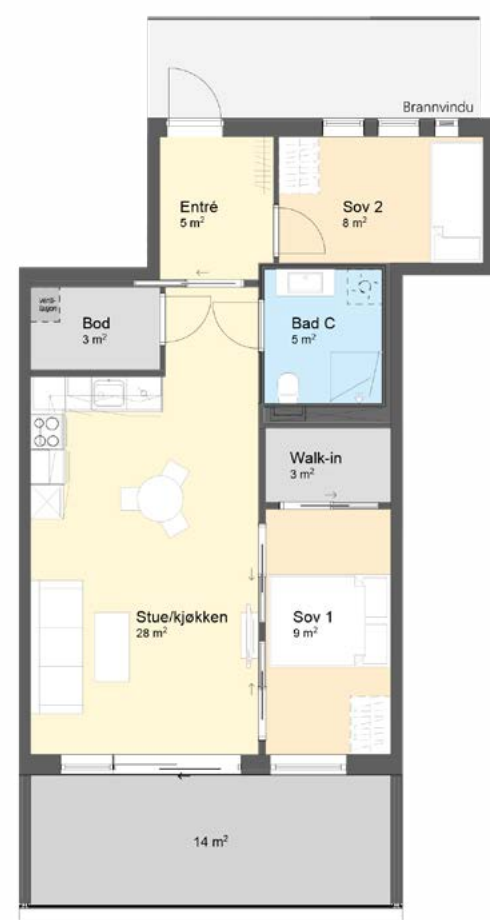 Brannvindu
Entré
5 m²
Sov 2
8 m²
Bod
3 m²
Bad C
5 m²
Walk-in
3 m²
Stue/kjøkken
28 m²
Sov 1
9 m²
14 m²